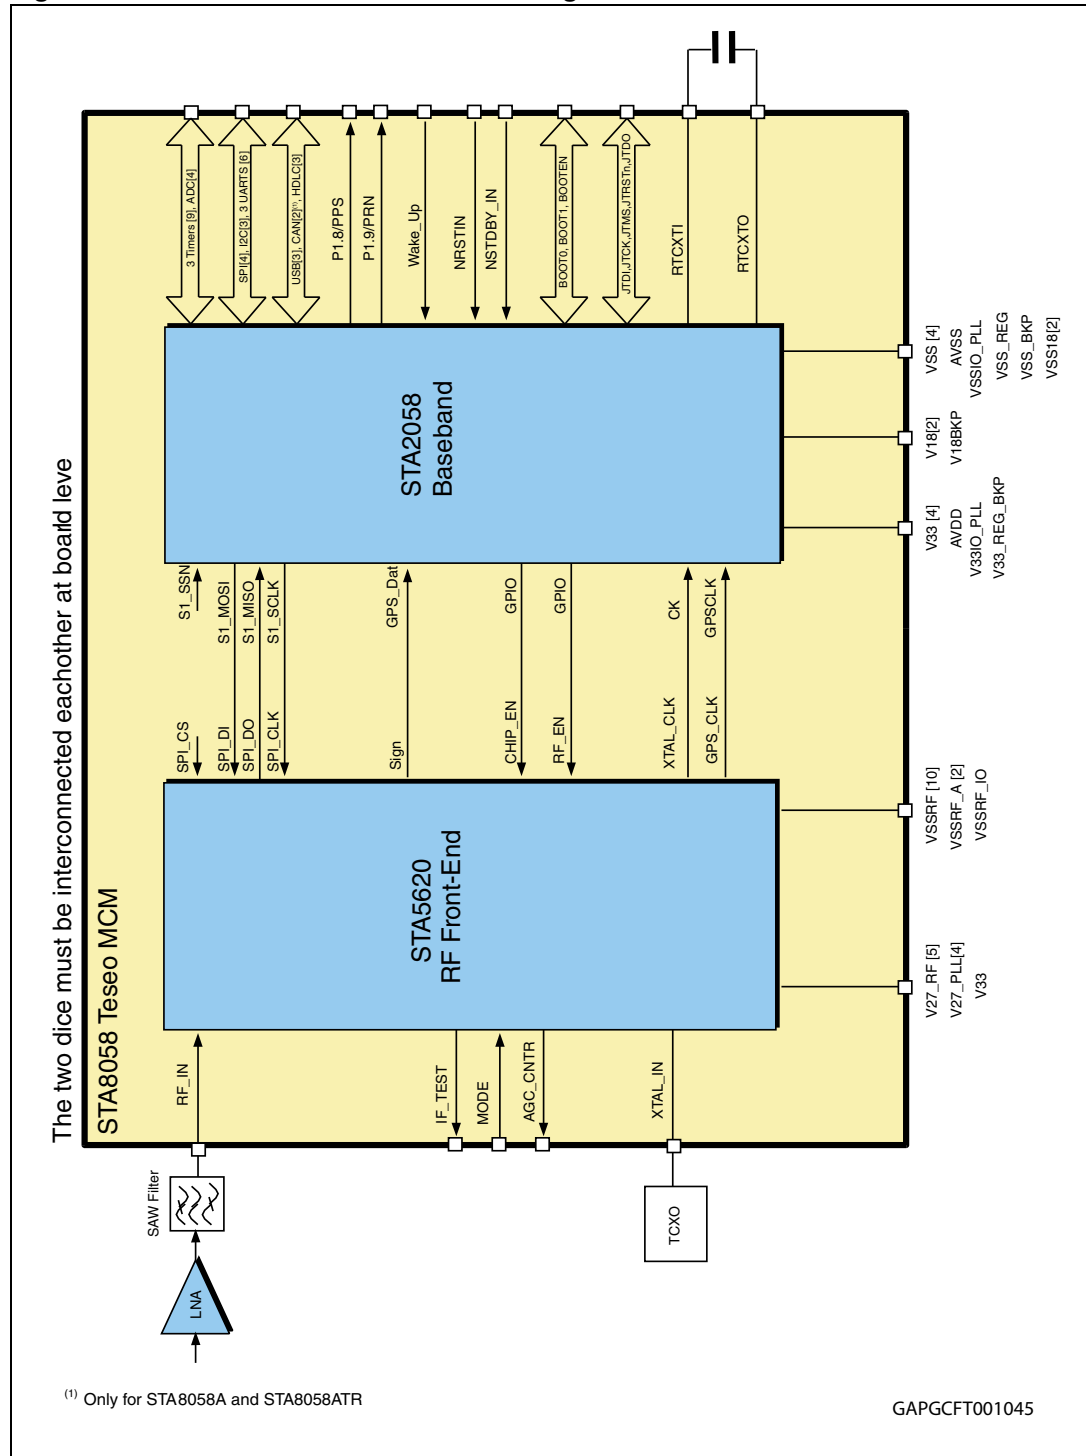 The two dice must be interconnected eachother at board leve
STA8058 Teseo MCM
3 Timers [9], ADC[4]
SPI[4], I2C[3], 3 UARTS [6]
USB[3], CAN[2](1), HDLC[3]
P1.8/PPS
P1.9/PRN
Wake_Up
NRSTIN
NSTDBY_IN
BOOT0, BOOT1, BOOTEN
JTDI,JTCK,JTMS,JTRSTn,JTDO
RTCXTI
RTCXTO
STA2058
Baseband
VSS [4]
AVSS
VSSIO_PLL
VSS_REG
VSS_BKP
VSS18[2]
V18[2]
V18BKP
V33 [4]
AVDD
V33IO_PLL
V33_REG_BKP
S1_SSN
S1_MOSI
S1_MISO
S1_SCLK
GPS_Dat
GPIO
GPIO
CK
GPSCLK
SPI_CS
SPI_DI
SPI_DO
SPI_CLK
Sign
CHIP_EN
RF_EN
XTAL_CLK
GPS_CLK
STA5620
RF Front-End
VSSRF [10]
VSSRF_A [2]
VSSRF_IO
V27_RF [5]
V27_PLL[4]
V33
RF_IN
IF_TEST
MODE
AGC_CNTR
XTAL_IN
SAW Filter
LNA
TCXO
(1) Only for STA8058A and STA8058ATR
GAPGCFT001045